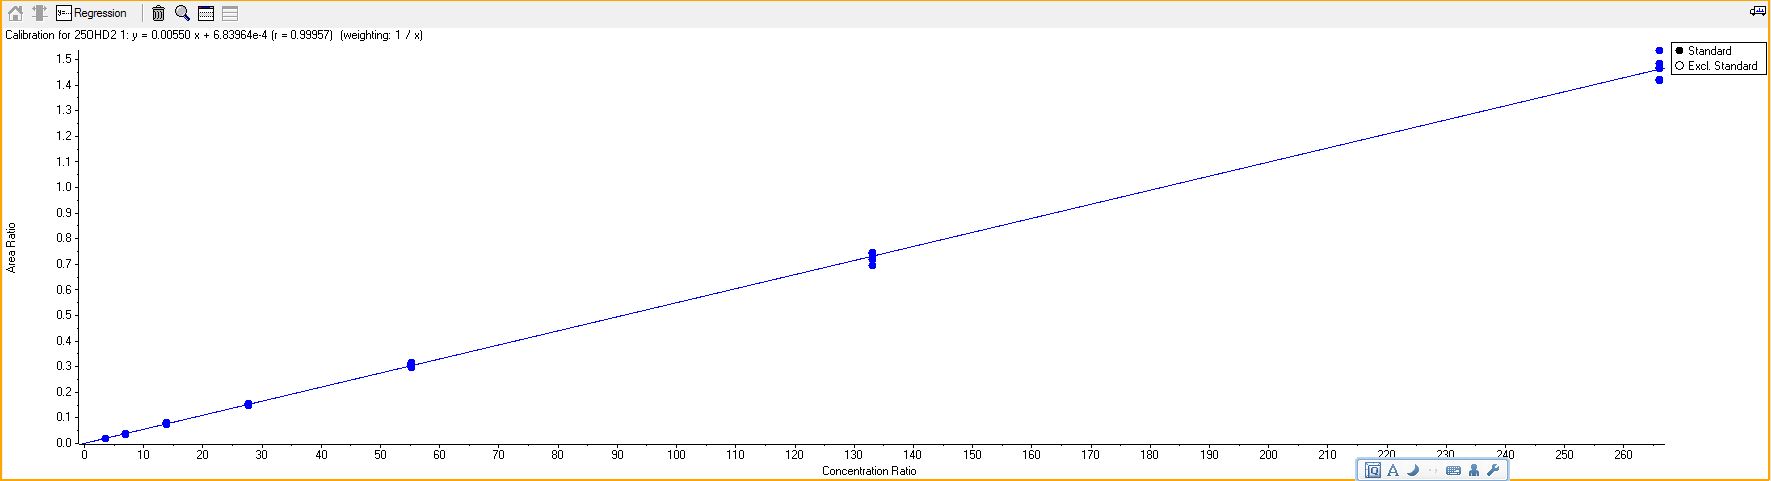 Regression
Calibration for 25OHD2 1: y = 0.00550 x + 6.83964e-4 (r = 0.99957) (weighting: 1 / x)
Standard
Excl. Standard
1.5
1.4
1.3
1.2
1.1
1.0
0.9
0.8
0.7
0.6
0.5
0.4
0.3
0.2
0.1
0.0
Area Ratio
0 10 20 30 40 50 60 70 80 90 100 110 120 130 140 150 160 170 180 190 200 210 220 230 240 250 260
Concentration Ratio
A